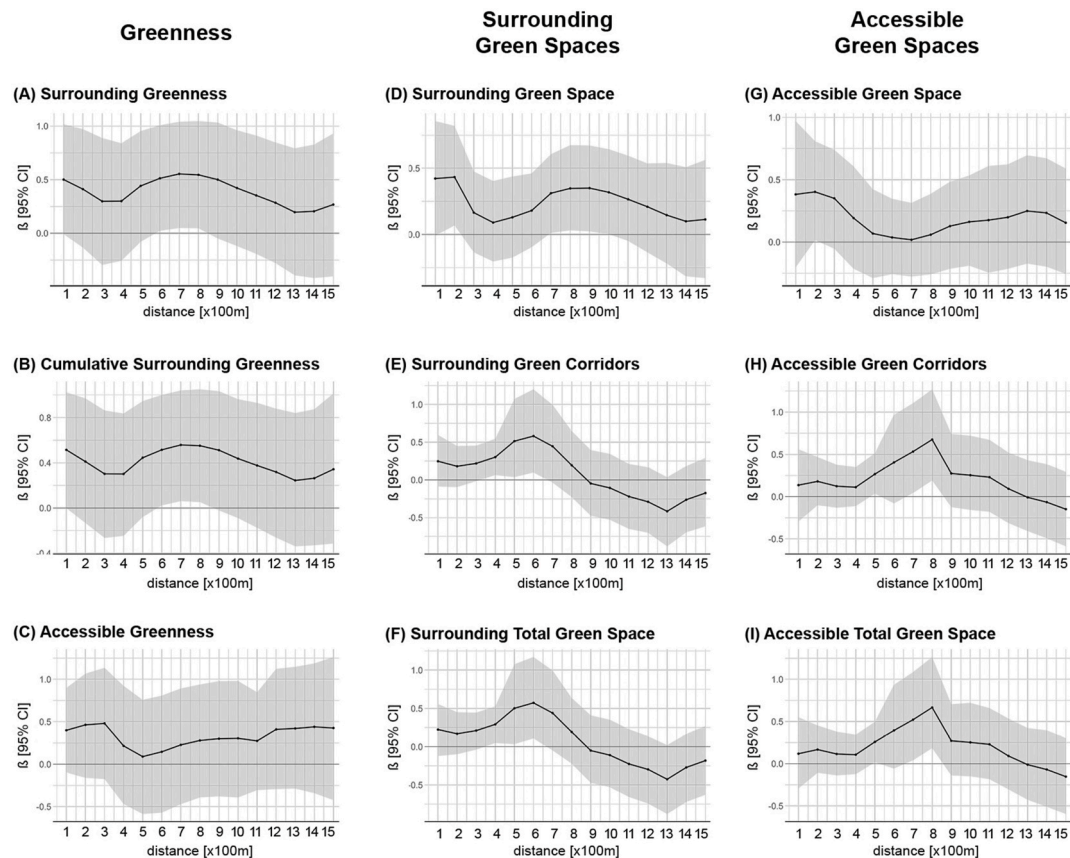 Greenness
Surrounding
Green Spaces
Accessible
Green Spaces
(A) Surrounding Greenness
1.0
0.5
0.0
ß [95% CI]
1 2 3 4 5 6 7 8 9 10 11 12 13 14 15
distance [x100m]
(D) Surrounding Green Space
0.5
0.0
ß [95% CI]
1 2 3 4 5 6 7 8 9 10 11 12 13 14 15
distance [x100m]
(G) Accessible Green Space
1.0
0.5
0.0
ß [95% CI]
1 2 3 4 5 6 7 8 9 10 11 12 13 14 15
distance [x100m]
(B) Cumulative Surrounding Greenness
0.8
0.4
0.0
-0.4
ß [95% CI]
1 2 3 4 5 6 7 8 9 10 11 12 13 14 15
distance [x100m]
(E) Surrounding Green Corridors
1.0
0.5
0.0
-0.5
ß [95% CI]
1 2 3 4 5 6 7 8 9 10 11 12 13 14 15
distance [x100m]
(H) Accessible Green Corridors
1.0
0.5
0.0
-0.5
ß [95% CI]
1 2 3 4 5 6 7 8 9 10 11 12 13 14 15
distance [x100m]
(C) Accessible Greenness
1.0
0.5
0.0
-0.5
ß [95% CI]
1 2 3 4 5 6 7 8 9 10 11 12 13 14 15
distance [x100m]
(F) Surrounding Total Green Space
1.0
0.5
0.0
-0.5
ß [95% CI]
1 2 3 4 5 6 7 8 9 10 11 12 13 14 15
distance [x100m]
(I) Accessible Total Green Space
1.0
0.5
0.0
-0.5
ß [95% CI]
1 2 3 4 5 6 7 8 9 10 11 12 13 14 15
distance [x100m]